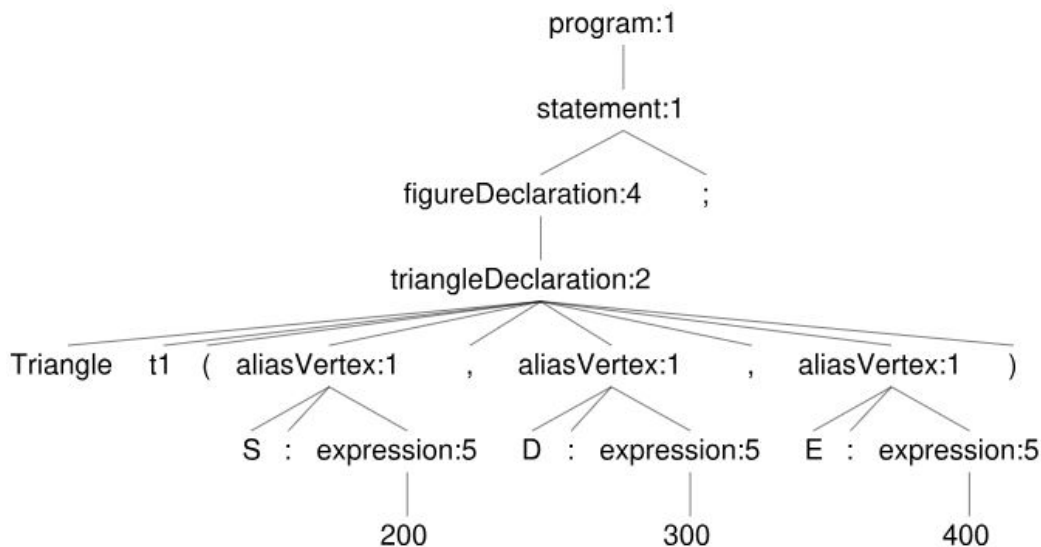 program:1
statement:1
figureDeclaration:4 ;
triangleDeclaration:2
Triangle t1 ( aliasVertex:1 , aliasVertex:1 , aliasVertex:1 )
S : expression:5 D : expression:5 E : expression:5
200 300 400